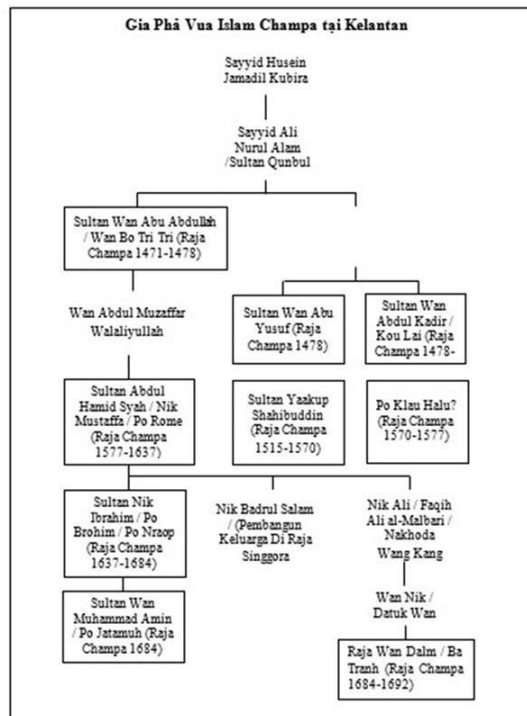 Gia Phả Vua Islam Champa tại Kelantan
Sayyid Husein
Jamadil Kubira
Sayyid Ali
Nurul Alam
/Sultan Qunbul
Sultan Wan Abu Abdullah
/ Wan Bo Tri Tri (Raja
Champa 1471-1478)
Wan Abdul Muzaffar
Walaliyullah
Sultan Wan Abu
Yusuf (Raja
Champa 1478)
Sultan Wan
Abdul Kadir /
Kou Lai (Raja
Champa 1478-
Sultan Abdul
Hamid Syah / Nik
Mustaffa / Po Rome
(Raja Champa
1577-1637)
Sultan Yaakup
Shahibuddin
(Raja Champa
1515-1570)
Po Klau Halu?
(Raja Champa
1570-1577)
Sultan Nik
Ibrahim / Po
Brohim / Po Nraop
(Raja Champa
1637-1684)
Nik Badrul Salam
/ (Pembangun
Keluarga Di Raja
Singgora
Nik Ali / Faqih
Ali al-Malbari /
Nakhoda
Wang Kang
Sultan Wan
Muhammad Amin
/ Po Jatamuh (Raja
Champa 1684)
Wan Nik /
Datuk Wan
Raja Wan Dalm / Ba
Tranh (Raja Champa
1684-1692)